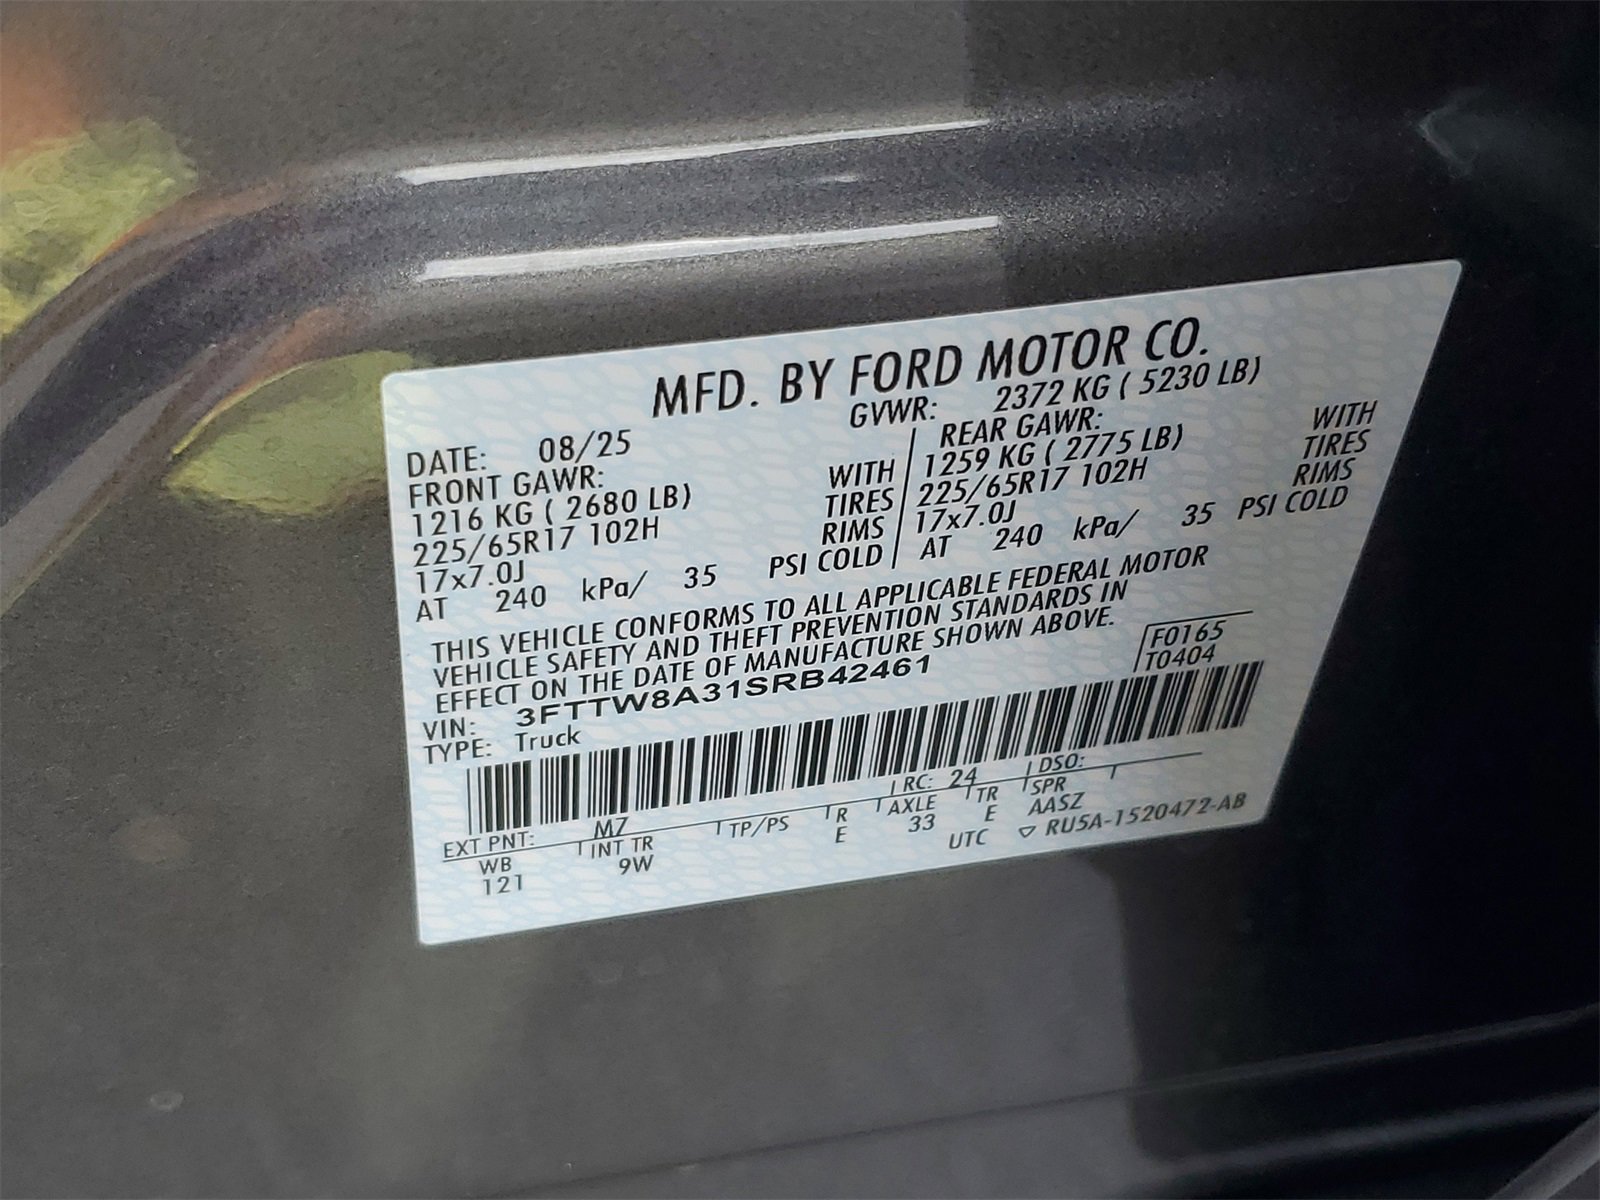 MFD. BY FORD MOTOR CO.
DATE: 08/25 GVWR: 2372 KG ( 5230 LB)
FRONT GAWR: REAR GAWR:
1216 KG ( 2680 LB) WITH 1259 KG ( 2775 LB) WITH
225/65R17 102H TIRES 225/65R17 102H TIRES
17x7.0J RIMS 17x7.0J RIMS
AT 240 kPa/ 35 PSI COLD AT 240 kPa/ 35 PSI COLD
THIS VEHICLE CONFORMS TO ALL APPLICABLE FEDERAL MOTOR
VEHICLE SAFETY AND THEFT PREVENTION STANDARDS IN
EFFECT ON THE DATE OF MANUFACTURE SHOWN ABOVE.
VIN: 3FTTW8A31SRB42461 F0165
TYPE: Truck T0404
EXT PNT: M7 RC: 24 DSO:
WB INT TR TP/PS R AXLE TR SPR
121 9W E 33 E AASZ
UTC ▽ RU5A-1520472-AB